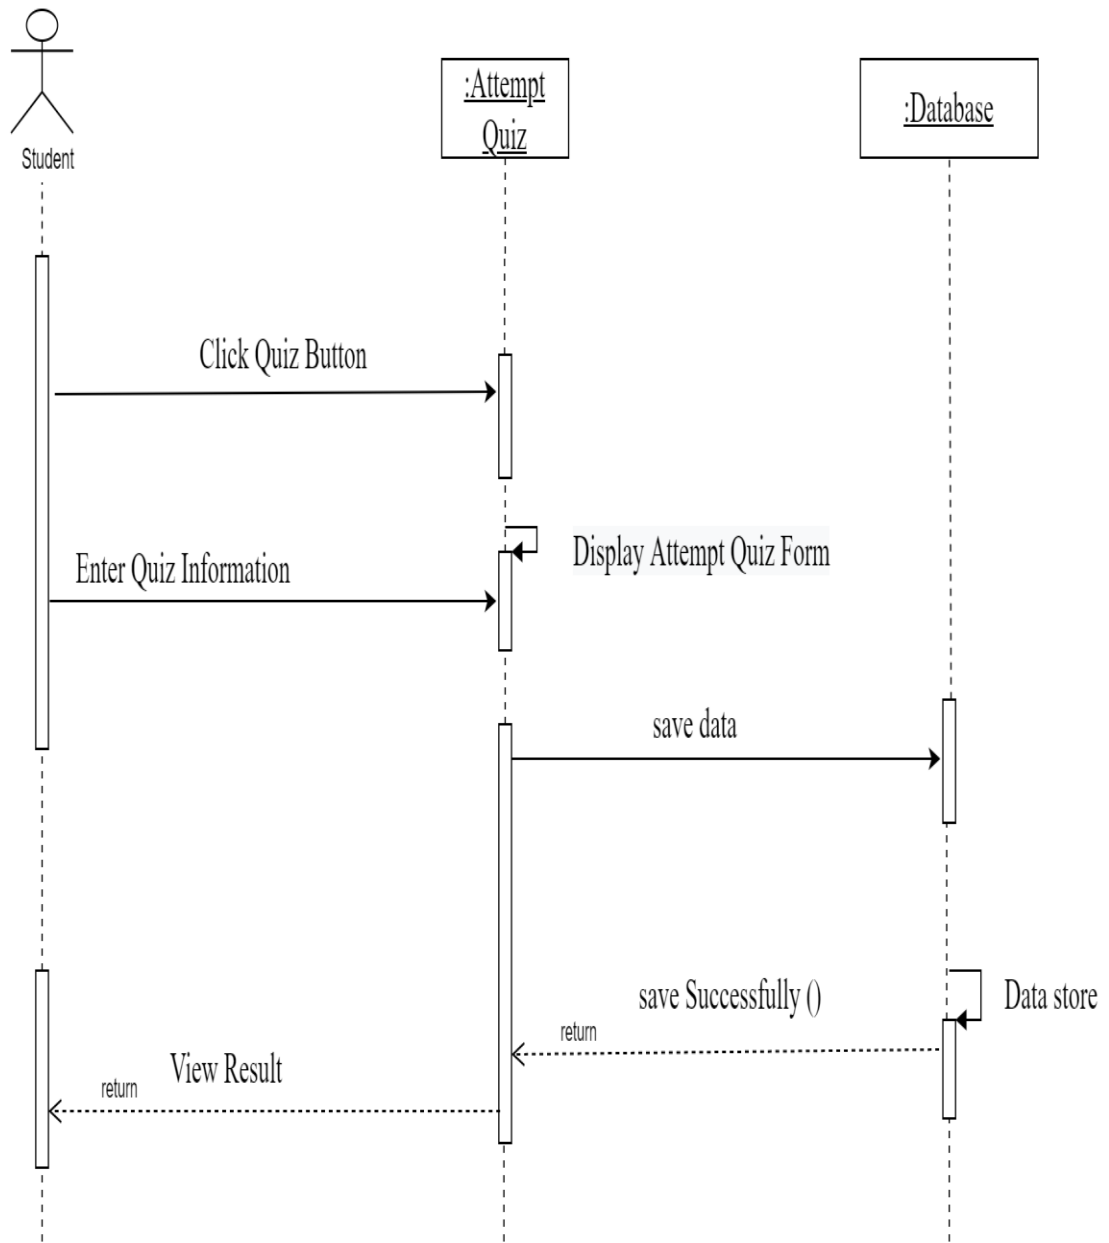 Student
:Attempt
Quiz
:Database
Click Quiz Button
Display Attempt Quiz Form
Enter Quiz Information
save data
save Successfully ()
Data store
return
View Result
return